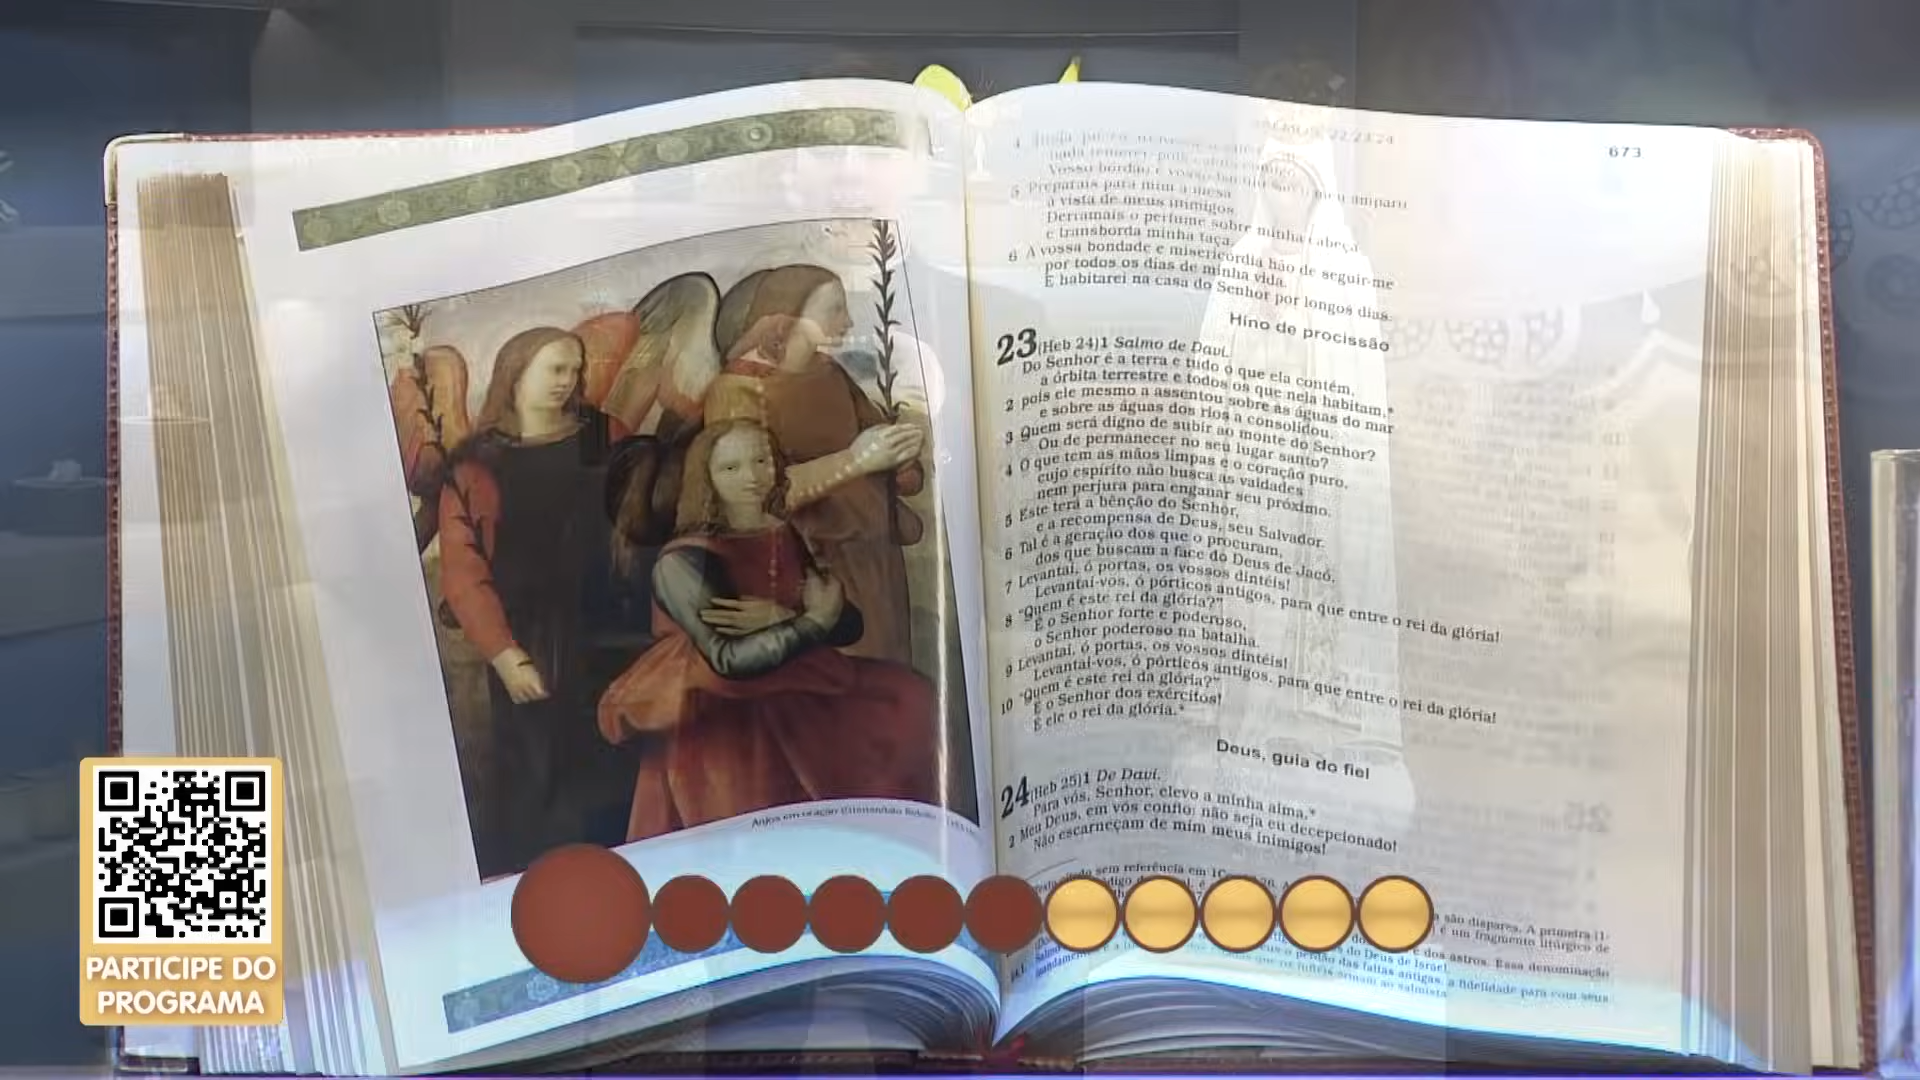 673
5 Preparais para mim a mesa
à vista de meus inimigos.
Derramais o perfume sobre minha cabeça,
e transborda minha taça.
6 A vossa bondade e misericórdia hão de seguir-me
por todos os dias de minha vida.
E habitarei na casa do Senhor por longos dias.
Hino de procissão
23 (Heb 24) 1 Salmo de Davi.
Do Senhor é a terra e tudo o que ela contém,
a órbita terrestre e todos os que nela habitam,*
2 pois ele mesmo a assentou sobre as águas do mar
e sobre as águas dos rios a consolidou.
3 Quem será digno de subir ao monte do Senhor?
Ou de permanecer no seu lugar santo?
4 O que tem as mãos limpas e o coração puro,
cujo espírito não busca as vaidades
nem perjura para enganar seu próximo.
5 Este terá a bênção do Senhor,
e a recompensa de Deus, seu Salvador.
6 Tal é a geração dos que o procuram,
dos que buscam a face do Deus de Jacó.
7 Levantai, ó portas, os vossos dintéis!
Levantai-vos, ó pórticos antigos, para que entre o rei da glória!
8 “Quem é este rei da glória?”
É o Senhor forte e poderoso,
o Senhor poderoso na batalha.
9 Levantai, ó portas, os vossos dintéis!
Levantai-vos, ó pórticos antigos, para que entre o rei da glória!
10 “Quem é este rei da glória?”
É o Senhor dos exércitos!
É ele o rei da glória.*
Deus, guia do fiel
24 (Heb 25) 1 De Davi.
Para vós, Senhor, elevo a minha alma.*
2 Meu Deus, em vós confio: não seja eu decepcionado!
Não escarneçam de mim meus inimigos!
Anjos em oração
PARTICIPE DO
PROGRAMA